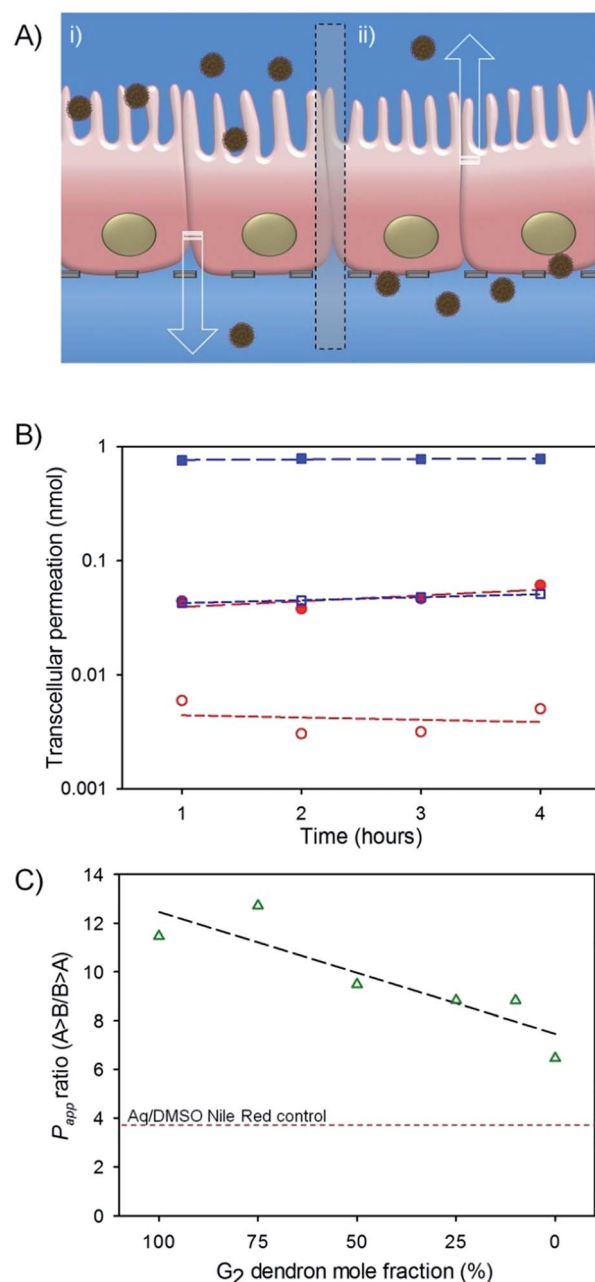 A)
i)
ii)
B)
1
0.1
0.01
0.001
Transcellular permeation (nmol)
1
2
3
4
Time (hours)
C)
14
12
10
8
6
4
2
0
Papp ratio (A>B/B>A)
Aq/DMSO Nile Red control
100
75
50
25
0
G2 dendron mole fraction (%)